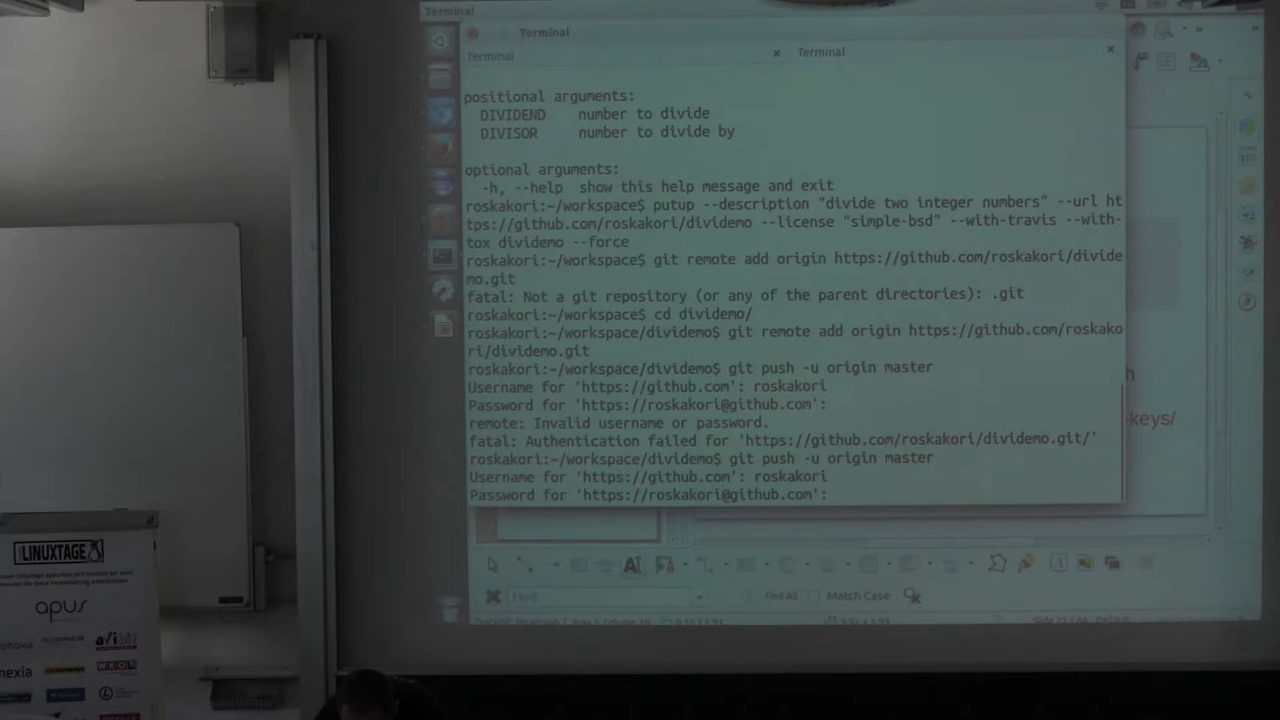 Terminal
Terminal
Terminal
Terminal
positional arguments:
DIVIDEND number to divide
DIVISOR number to divide by
optional arguments:
-h, --help show this help message and exit
roskakori:~/workspace$ putup --description "divide two integer numbers" --url ht
tps://github.com/roskakori/dividemo --license "simple-bsd" --with-travis --with-
tox dividemo --force
roskakori:~/workspace$ git remote add origin https://github.com/roskakori/divide
mo.git
fatal: Not a git repository (or any of the parent directories): .git
roskakori:~/workspace$ cd dividemo/
roskakori:~/workspace/dividemo$ git remote add origin https://github.com/roskako
ri/dividemo.git
roskakori:~/workspace/dividemo$ git push -u origin master
Username for 'https://github.com': roskakori
Password for 'https://roskakori@github.com':
remote: Invalid username or password.
fatal: Authentication failed for 'https://github.com/roskakori/dividemo.git/'
roskakori:~/workspace/dividemo$ git push -u origin master
Username for 'https://github.com': roskakori
Password for 'https://roskakori@github.com':
h
-keys/
Find
Find All
Match Case
LINUXTAGE
apus
avibit
nexia
WKO